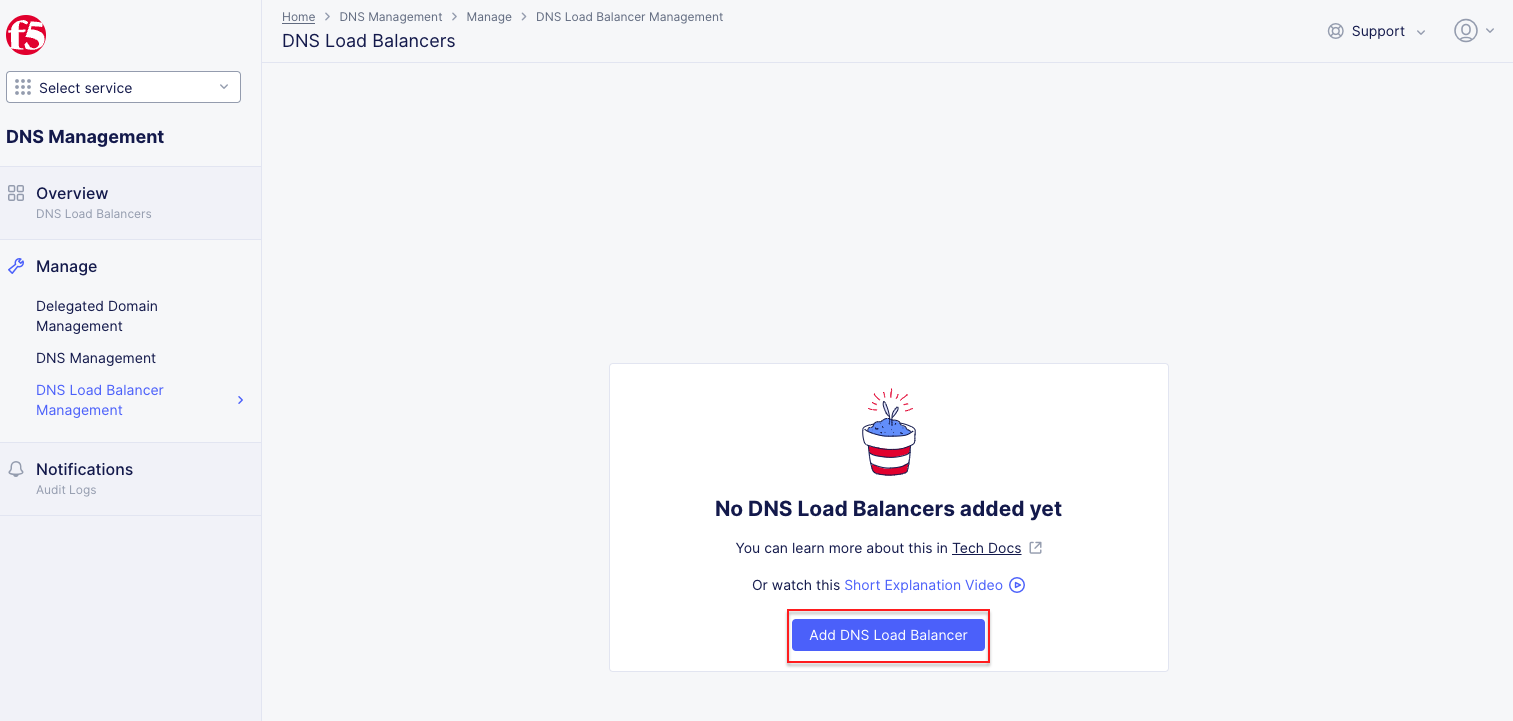 f5
Select service
DNS Management
Overview
DNS Load Balancers
Manage
Delegated Domain
Management
DNS Management
DNS Load Balancer
Management
Notifications
Audit Logs
Home > DNS Management > Manage > DNS Load Balancer Management
DNS Load Balancers
Support
No DNS Load Balancers added yet
You can learn more about this in Tech Docs
Or watch this Short Explanation Video
Add DNS Load Balancer